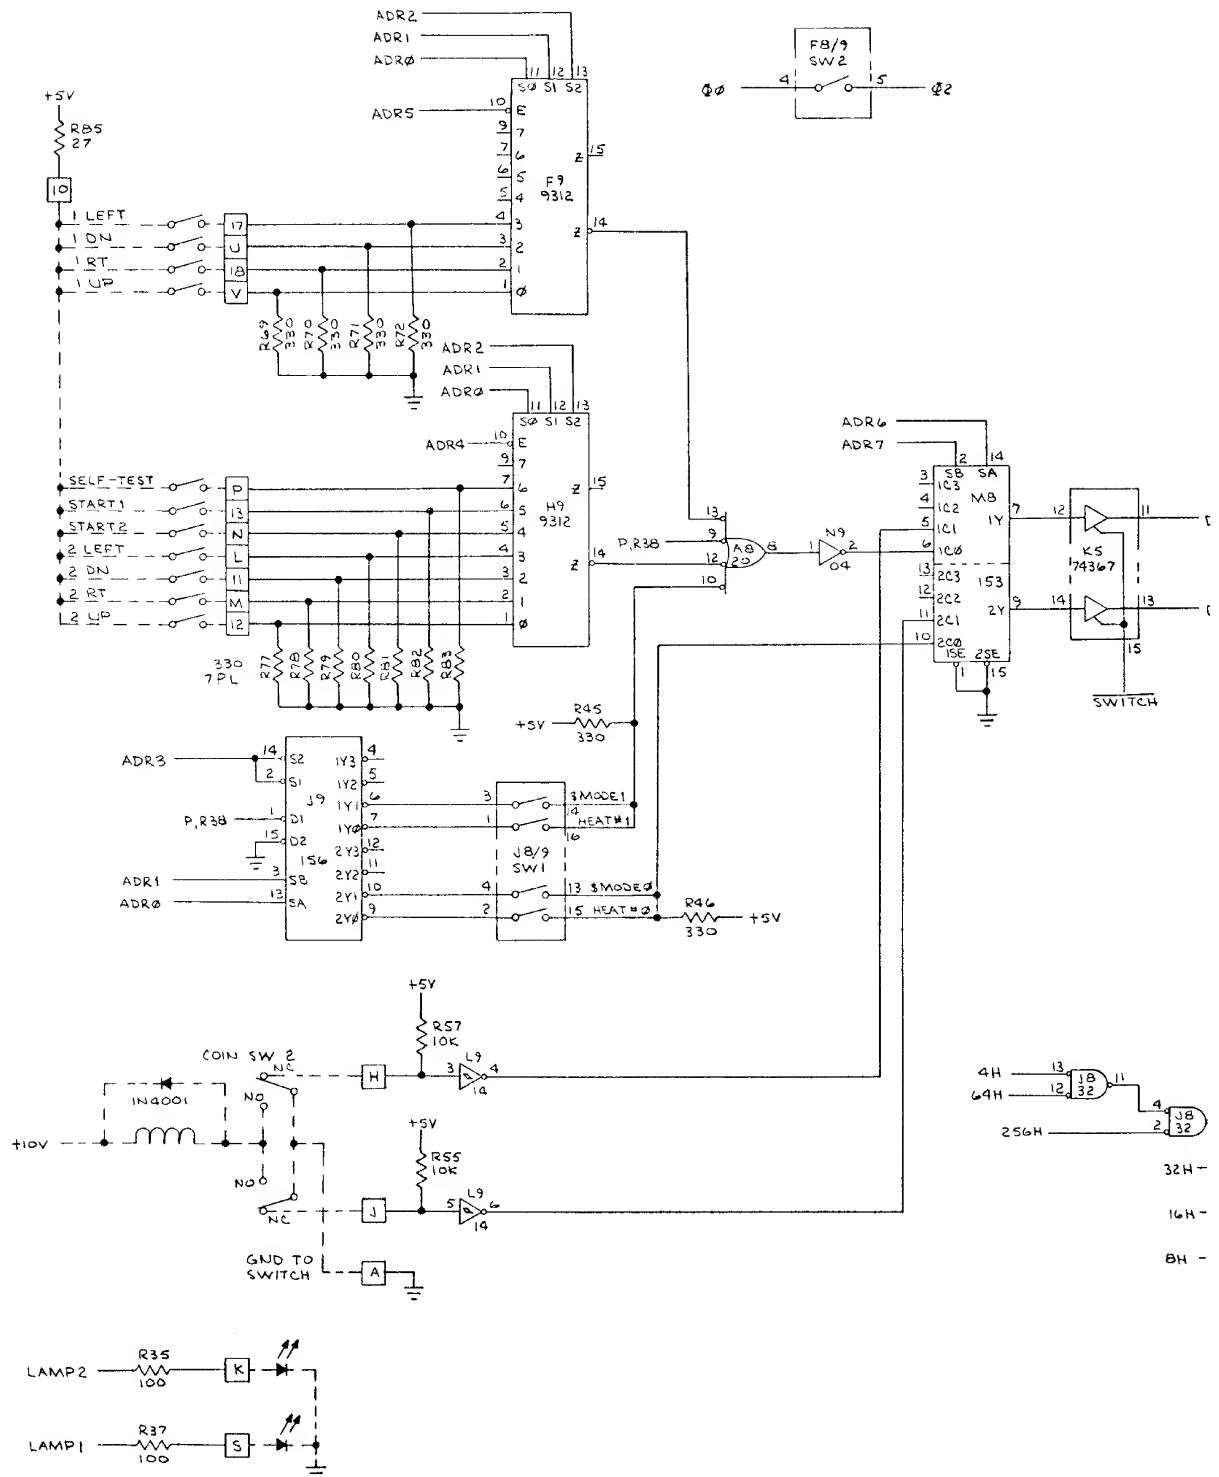 ADR2
ADR1
ADRØ
11 12 13
SØ S1 S2
ADR5
10 E
9 7
7 6
6 5
5 4
4 3
3 2
2 1
1 Ø
F9
9312
Z 15
Z 14
F8/9
SW2
ΦØ 4 5 Φ2
+5V
R85
27
10
1 LEFT 17
1 DN U
1 RT 18
1 UP V
R69 330
R70 330
R71 330
R72 330
ADR2
ADR1
ADRØ
11 12 13
SØ S1 S2
ADR4
10 E
9 7
7 6
6 5
5 4
4 3
3 2
2 1
1 Ø
H9
9312
Z 15
Z 14
SELF-TEST P
START1 13
START2 N
2 LEFT L
2 DN 11
2 RT M
2 UP 12
330
7PL
R77
R78
R79
R80
R81
R82
R83
P,R38
13
9
12
10
A8
20
8
1 N9 2
04
ADR6
ADR7
2 14
SB SA
3 1C3
4 1C2
5 1C1
6 1CØ
13 2C3
12 2C2
11 2C1
10 2CØ
M8
153
1Y 7
2Y 9
1SE 2SE
1 15
12 11
K5
74367
14 13
15
SWITCH
+5V
R45
330
ADR3
14 S2
2 S1
P,R38
1 D1
15 D2
ADR1
3 SB
ADRØ
13 SA
J9
156
1Y3 4
1Y2 5
1Y1 6
1YØ 7
2Y3 12
2Y2 11
2Y1 10
2YØ 9
3 $MODE1
14
1 HEAT#1
16
J8/9
SW1
4 13 $MODEØ
2 15 HEAT#Ø
R46
330
+5V
+5V
R57
10K
COIN SW 2
NC
H
3 L9 4
14
1N4001
NO
+10V
+5V
R55
10K
NO
NC
J
5 L9 6
14
GND TO
SWITCH
A
4H 13
64H 12
J8
32
11
4
256H 2
J8
32
32H
16H
8H
LAMP2
R35
100
K
LAMP1
R37
100
S